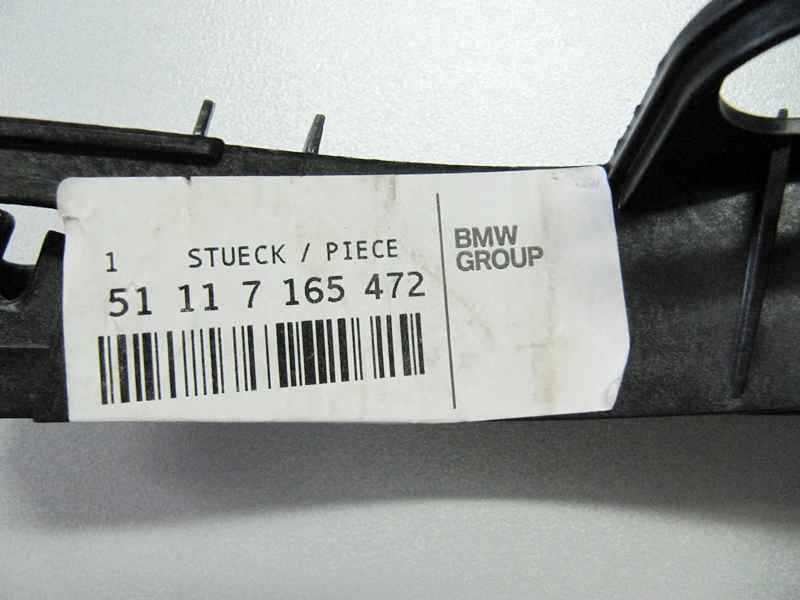 1 STUECK / PIECE
51 11 7 165 472
BMW
GROUP